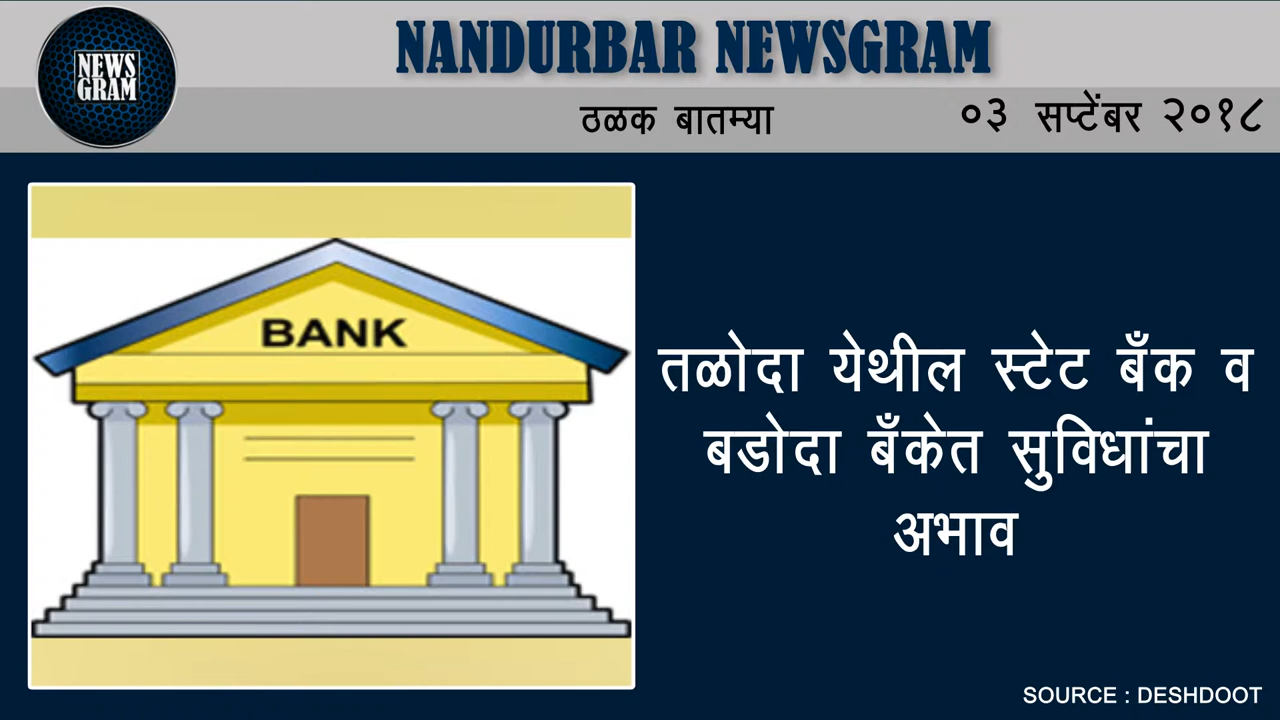 NEWS
GRAM
NANDURBAR NEWSGRAM
ठळक बातम्या
०३ सप्टेंबर २०१८
BANK
तळोदा येथील स्टेट बँक व
बडोदा बँकेत सुविधांचा
अभाव
SOURCE : DESHDOOT